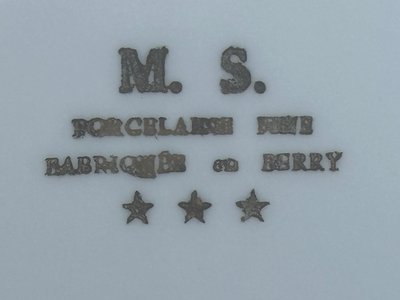 M. S.
PORCELAINE FINE
FABRIQUÉE EN BERRY